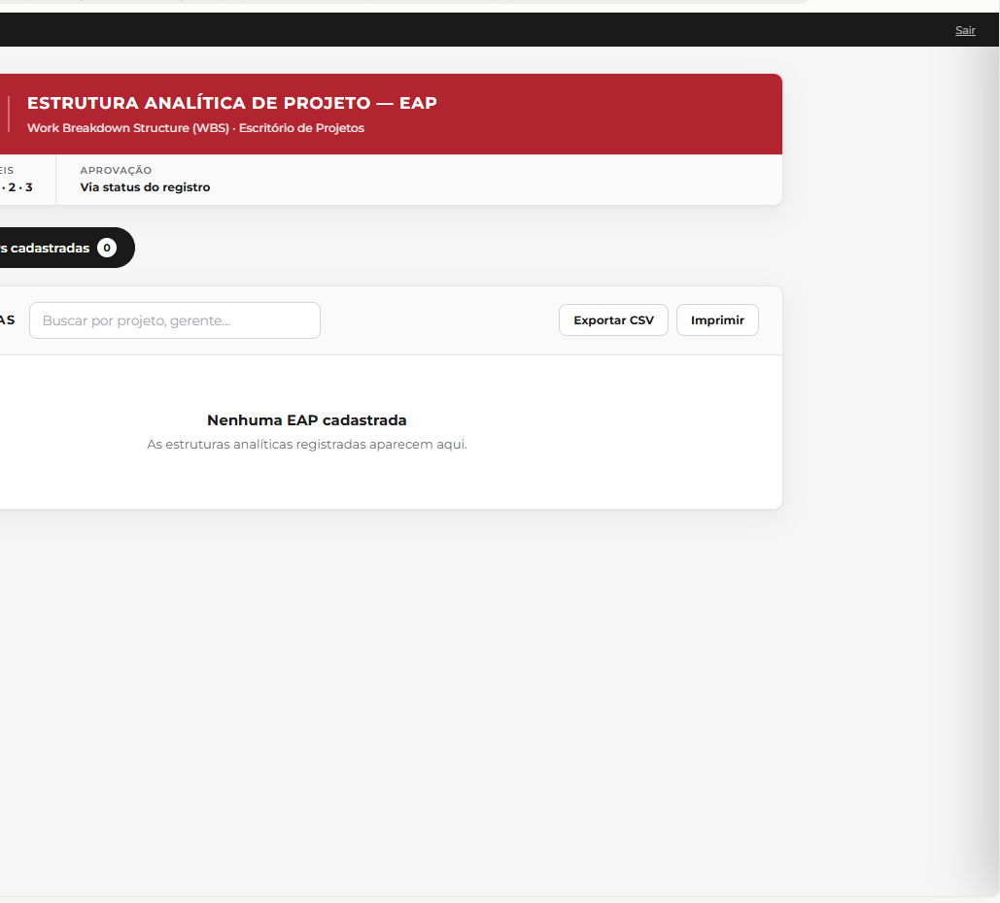 Sair
ESTRUTURA ANALÍTICA DE PROJETO — EAP
Work Breakdown Structure (WBS) · Escritório de Projetos
EIS
APROVAÇÃO
· 2 · 3
Via status do registro
s cadastradas 0
AS
Buscar por projeto, gerente...
Exportar CSV
Imprimir
Nenhuma EAP cadastrada
As estruturas analíticas registradas aparecem aqui.